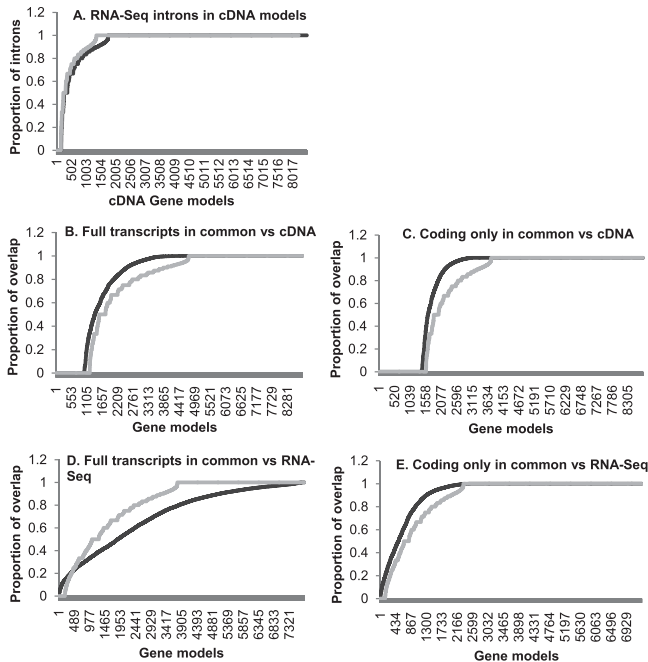 A. RNA-Seq introns in cDNA models
Proportion of introns
1.2
1
0.8
0.6
0.4
0.2
0
1 502 1003 1504 2005 2506 3007 3508 4009 4510 5011 5512 6013 6514 7015 7516 8017
cDNA Gene models
B. Full transcripts in common vs cDNA
Proportion of overlap
1.2
1
0.8
0.6
0.4
0.2
0
1 553 1105 1657 2209 2761 3313 3865 4417 4969 5521 6073 6625 7177 7729 8281
Gene models
C. Coding only in common vs cDNA
Proportion of overlap
1.2
1
0.8
0.6
0.4
0.2
0
1 520 1039 1558 2077 2596 3115 3634 4153 4672 5191 5710 6229 6748 7267 7786 8305
Gene models
D. Full transcripts in common vs RNA-
Seq
Proportion of overlap
1.2
1
0.8
0.6
0.4
0.2
0
1 489 977 1465 1953 2441 2929 3417 3905 4393 4881 5369 5857 6345 6833 7321
Gene models
E. Coding only in common vs RNA-Seq
Proportion of overlap
1.2
1
0.8
0.6
0.4
0.2
0
1 434 867 1300 1733 2166 2599 3032 3465 3898 4331 4764 5197 5630 6063 6496 6929
Gene models